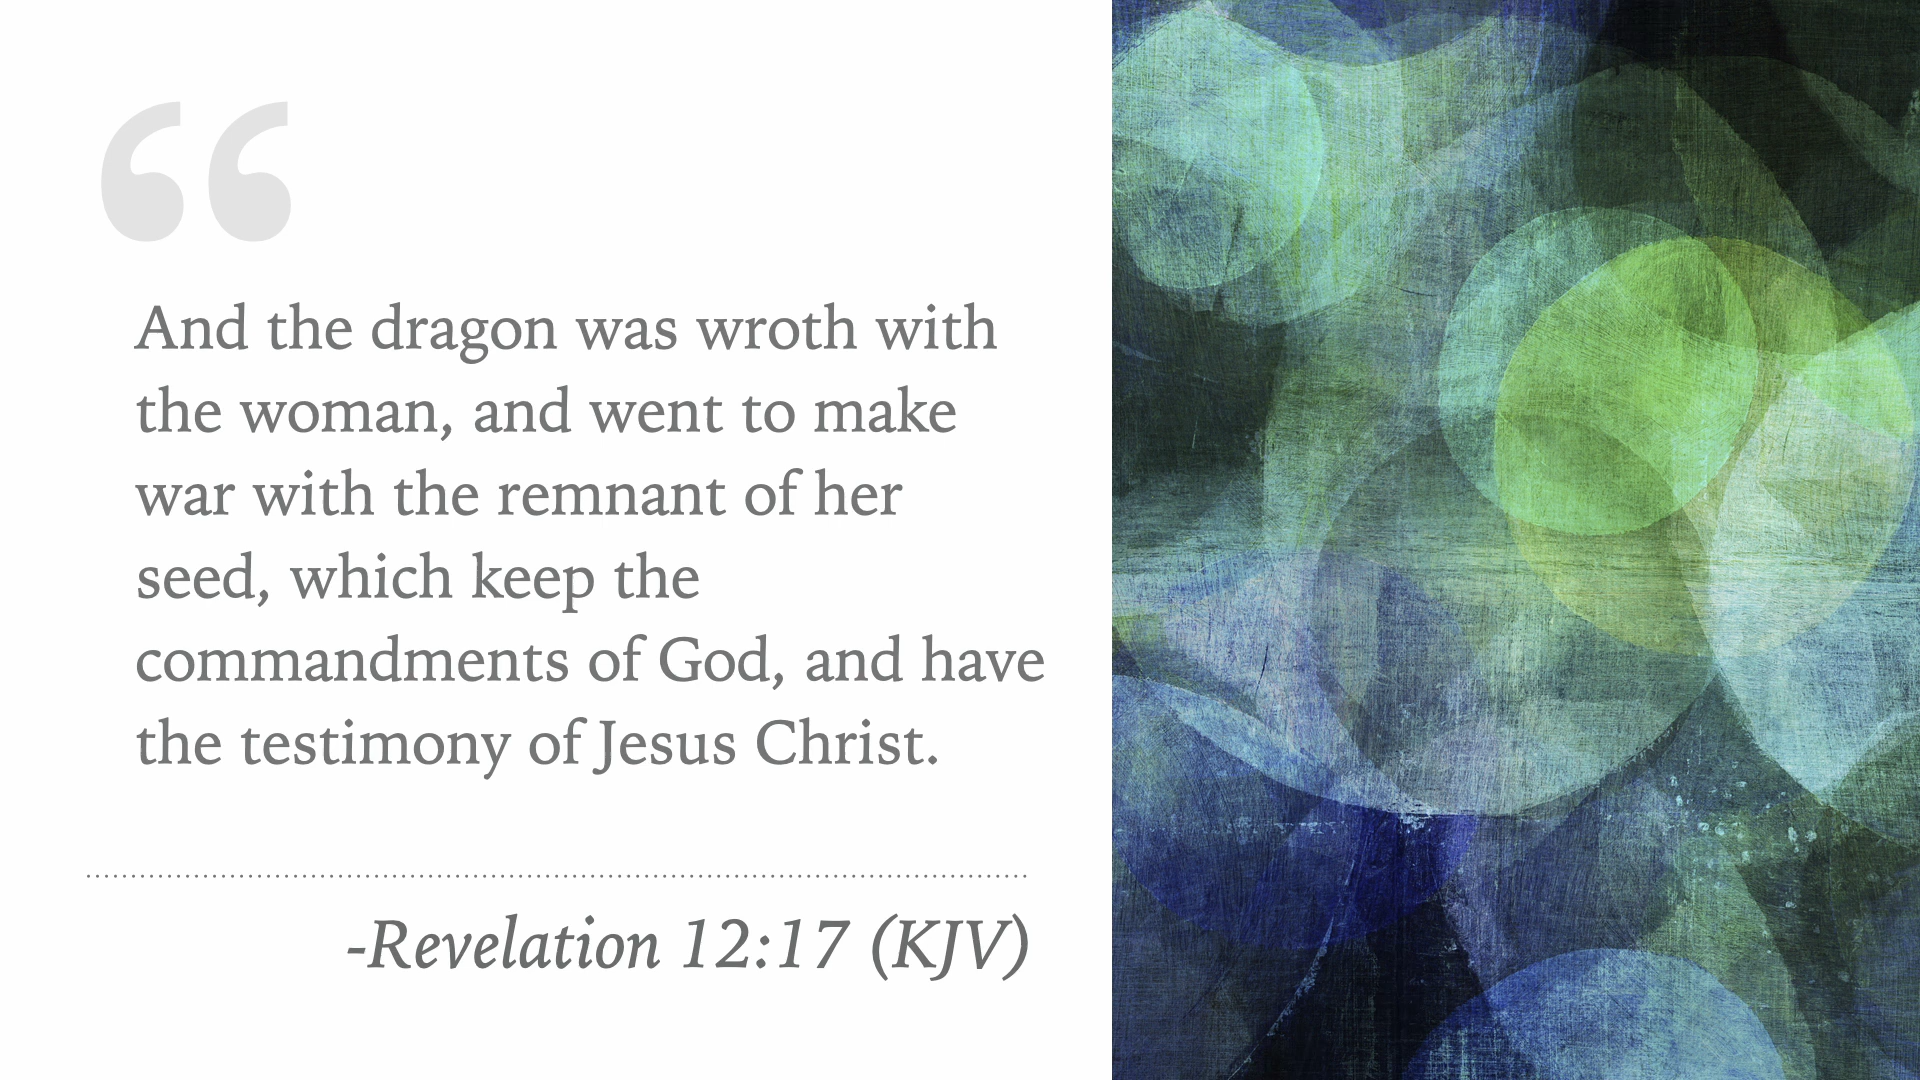 “
And the dragon was wroth with
the woman, and went to make
war with the remnant of her
seed, which keep the
commandments of God, and have
the testimony of Jesus Christ.
-Revelation 12:17 (KJV)